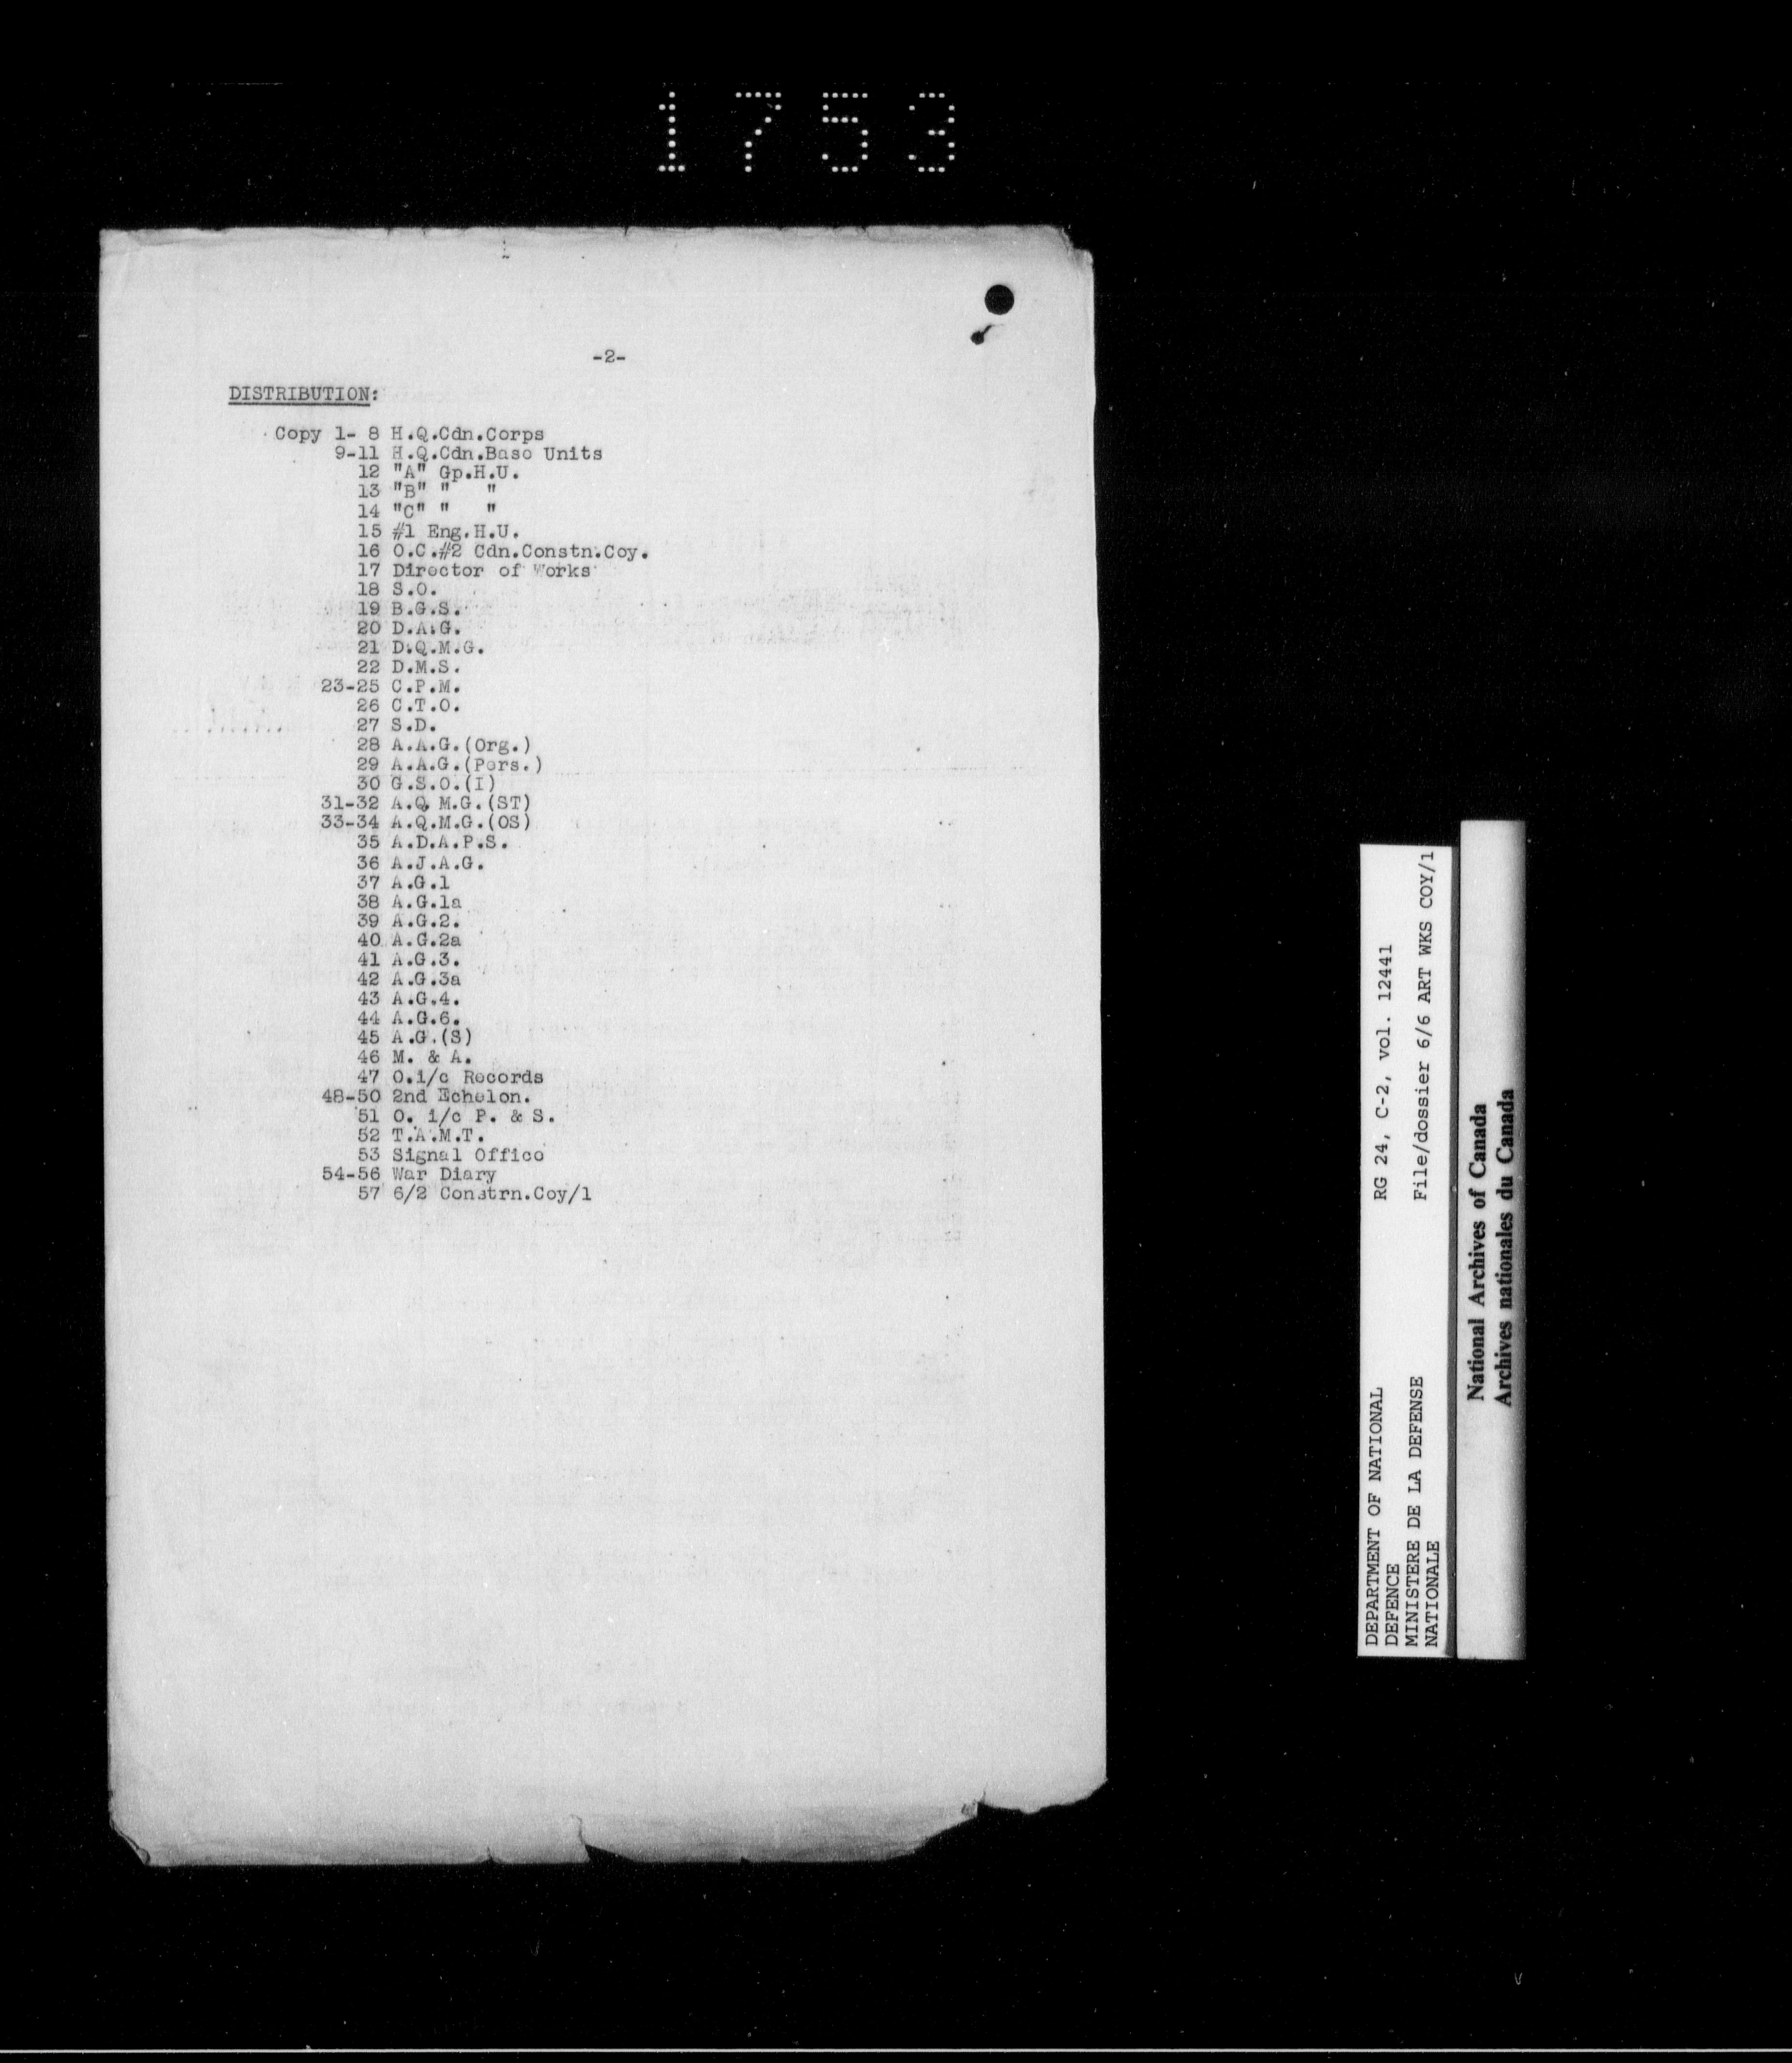 1753
-2-
DISTRIBUTION:
Copy 1- 8 H.Q.Cdn.Corps
9-11 H.Q.Cdn.Base Units
12 "A" Gp.H.U.
13 "B" " "
14 "C" " "
15 #1 Eng.H.U.
16 O.C.#2 Cdn.Constn.Coy.
17 Director of Works
18 S.O.
19 B.G.S.
20 D.A.G.
21 D.Q.M.G.
22 D.M.S.
23-25 C.P.M.
26 C.T.O.
27 S.D.
28 A.A.G.(Org.)
29 A.A.G.(Pers.)
30 G.S.O.(I)
31-32 A.Q.M.G.(ST)
33-34 A.Q.M.G.(OS)
35 A.D.A.P.S.
36 A.J.A.G.
37 A.G.1
38 A.G.1a
39 A.G.2.
40 A.G.2a
41 A.G.3.
42 A.G.3a
43 A.G.4.
44 A.G.6.
45 A.G.(S)
46 M. & A.
47 O.i/c Records
48-50 2nd Echelon.
51 O. i/c P. & S.
52 T.A.M.T.
53 Signal Office
54-56 War Diary
57 6/2 Constrn.Coy/1
DEPARTMENT OF NATIONAL
DEFENCE
MINISTERE DE LA DEFENSE
NATIONALE
RG 24, C-2, vol. 12441
File/dossier 6/6 ART WKS COY/1
National Archives of Canada
Archives nationales du Canada